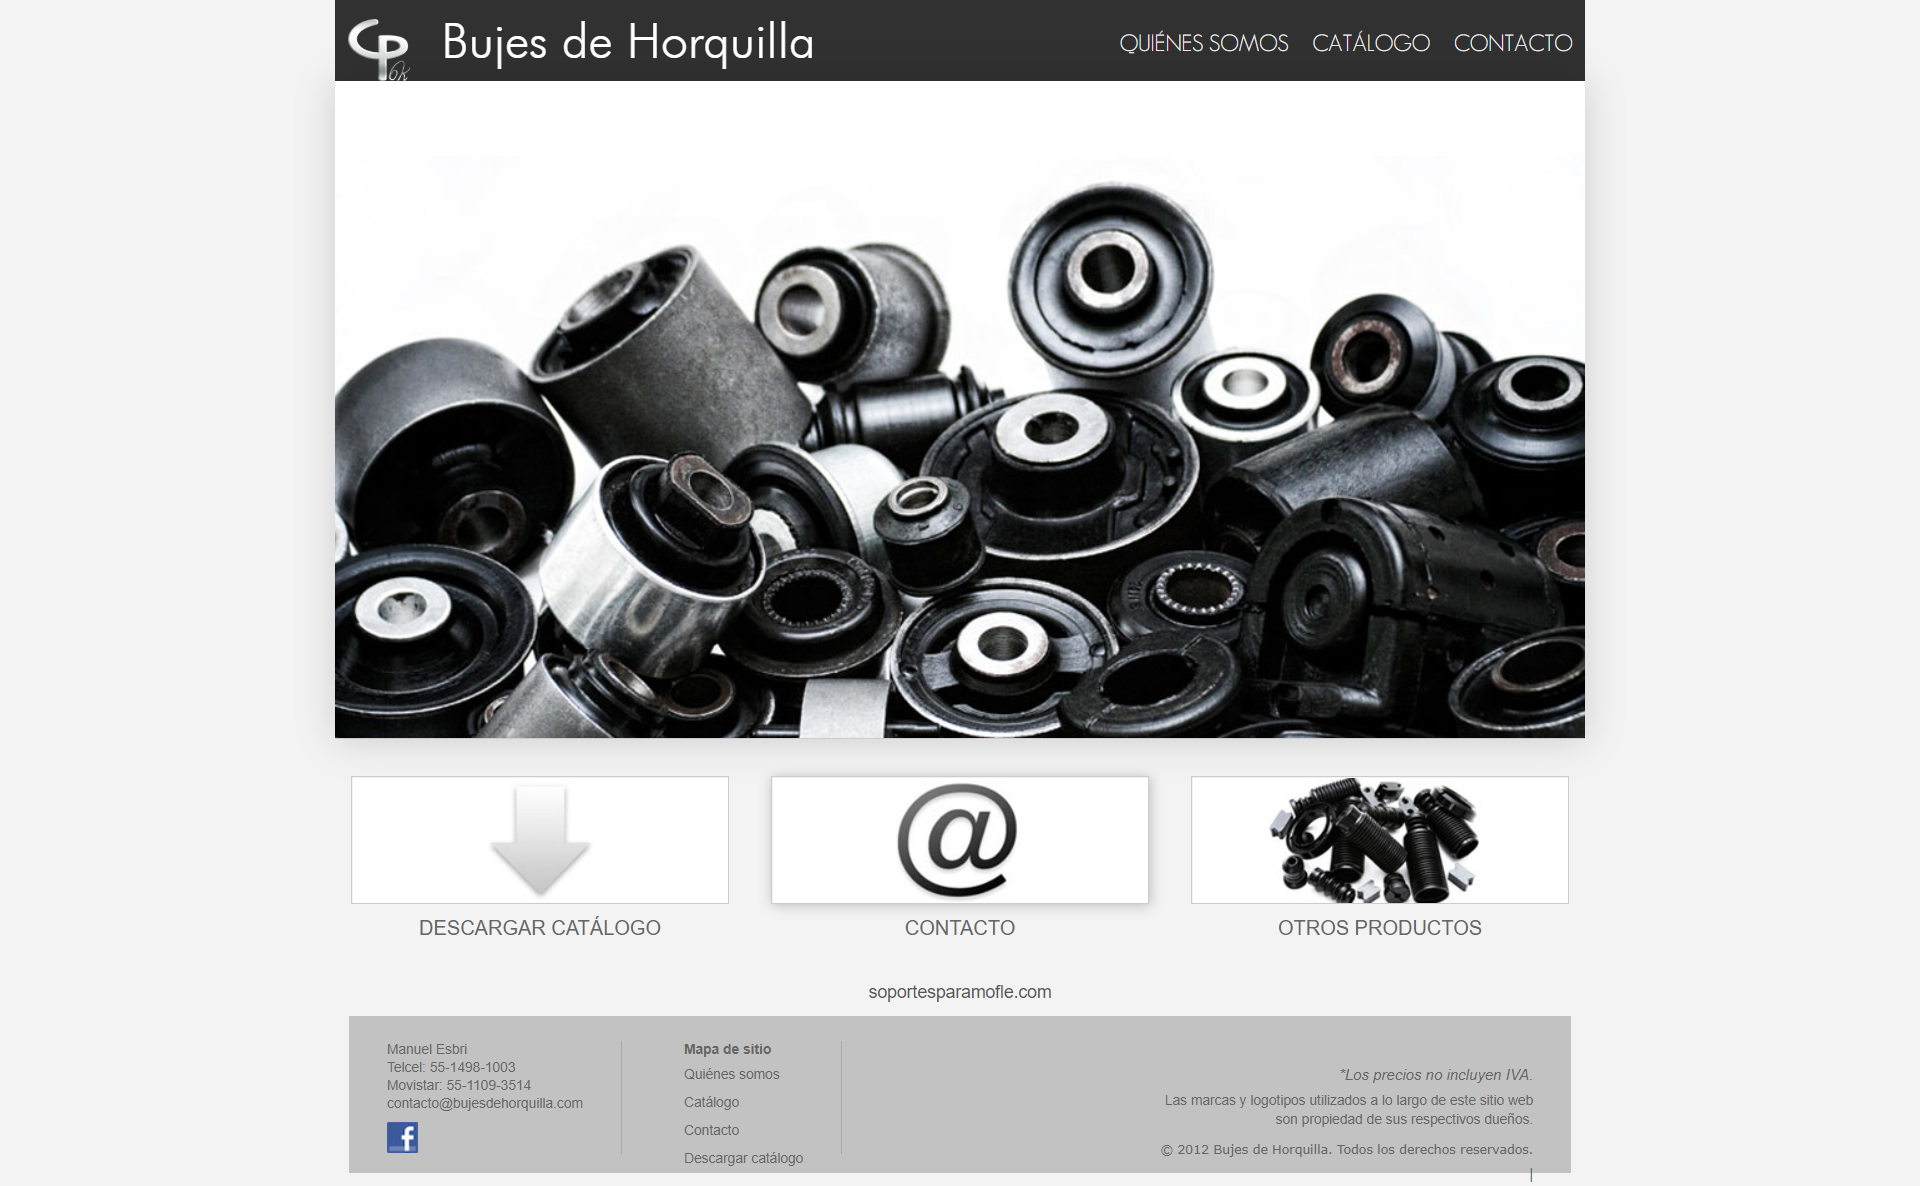 CP
6K
Bujes de Horquilla
QUIÉNES SOMOS
CATÁLOGO
CONTACTO
DESCARGAR CATÁLOGO
CONTACTO
OTROS PRODUCTOS
soportesparamofle.com
Manuel Esbri
Telcel: 55-1498-1003
Movistar: 55-1109-3514
contacto@bujesdehorquilla.com
Mapa de sitio
Quiénes somos
Catálogo
Contacto
Descargar catálogo
*Los precios no incluyen IVA.
Las marcas y logotipos utilizados a lo largo de este sitio web
son propiedad de sus respectivos dueños.
© 2012 Bujes de Horquilla. Todos los derechos reservados.
|